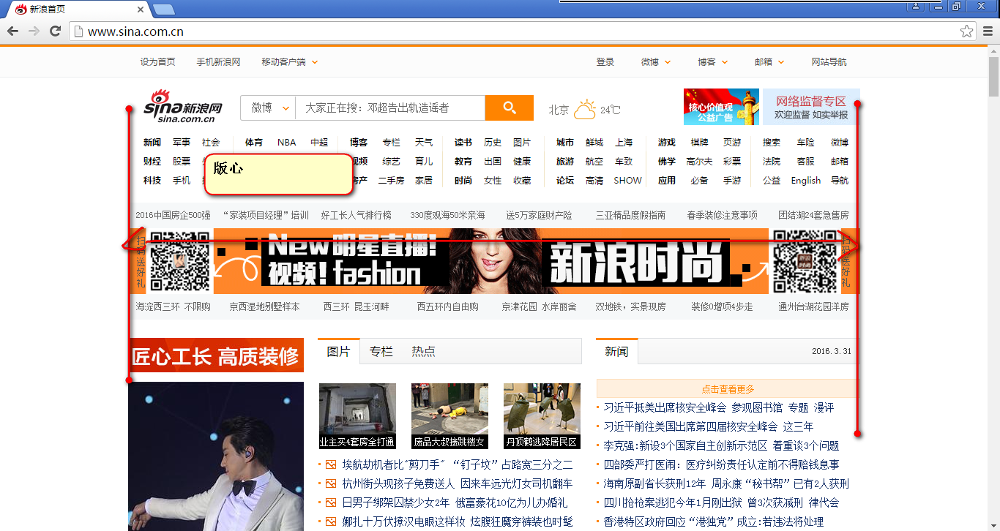 新浪首页
www.sina.com.cn
设为首页 手机新浪网 移动客户端 登录 微博 博客 邮箱 网站导航
sina新浪网
sina.com.cn
微博 大家正在搜：邓超告出轨造谣者
北京 24℃
核心价值观
公益广告
网络监督专区
欢迎监督 如实举报
新闻 军事 社会 体育 NBA 中超 博客 专栏 天气 读书 历史 图片 城市 鲜城 上海 游戏 棋牌 页游 搜索 车险 微博
财经 股票 视频 综艺 育儿 教育 出国 健康 旅游 航空 车致 佛学 高尔夫 彩票 法院 客服 邮箱
科技 手机 房产 二手房 家居 时尚 女性 收藏 论坛 高清 SHOW 应用 必备 手游 公益 English 导航
版心
2016中国房企500强 “家装项目经理”培训 好工长人气排行榜 330度观海50米亲海 送5万家庭财产险 三亚精品度假指南 春季装修注意事项 团结湖24套急售房
扫码送好礼
New明星直播!
视频! fashion
新浪时尚
扫码送好礼
海淀西三环 不限购 京西湿地别墅样本 西三环 昆玉河畔 西五环内自由购 京津花园 水岸丽舍 双地铁，实景现房 装修0增项4步走 通州台湖花园洋房
匠心工长 高质装修
图片 专栏 热点
业主买4套房全打通 废品大叔接跳楼女 丹顶鹤逃降居民区
埃航劫机者比"剪刀手" “钉子坟”占路宽三分之二
杭州街头现孩子免费送人 因来车远光灯女司机翻车
日男子绑架囚禁少女2年 俄富豪花10亿为儿办婚礼
娜扎十万伏撩汉电眼这样妆 炫腹狂魔穿裤装也时髦
新闻 2016.3.31
点击查看更多
习近平抵美出席核安全峰会 参观图书馆 专题 漫评
习近平前往美国出席第四届核安全峰会 这三年
李克强:新设3个国家自主创新示范区 着重谈3个问题
四部委严打医闹：医疗纠纷责任认定前不得赔钱息事
海南原副省长获刑12年 周永康“秘书帮”已有2人获刑
四川抢枪案逃犯今年1月刚出狱 曾3次获减刑 律代会
香港特区政府回应“港独党”成立:若违法将处理